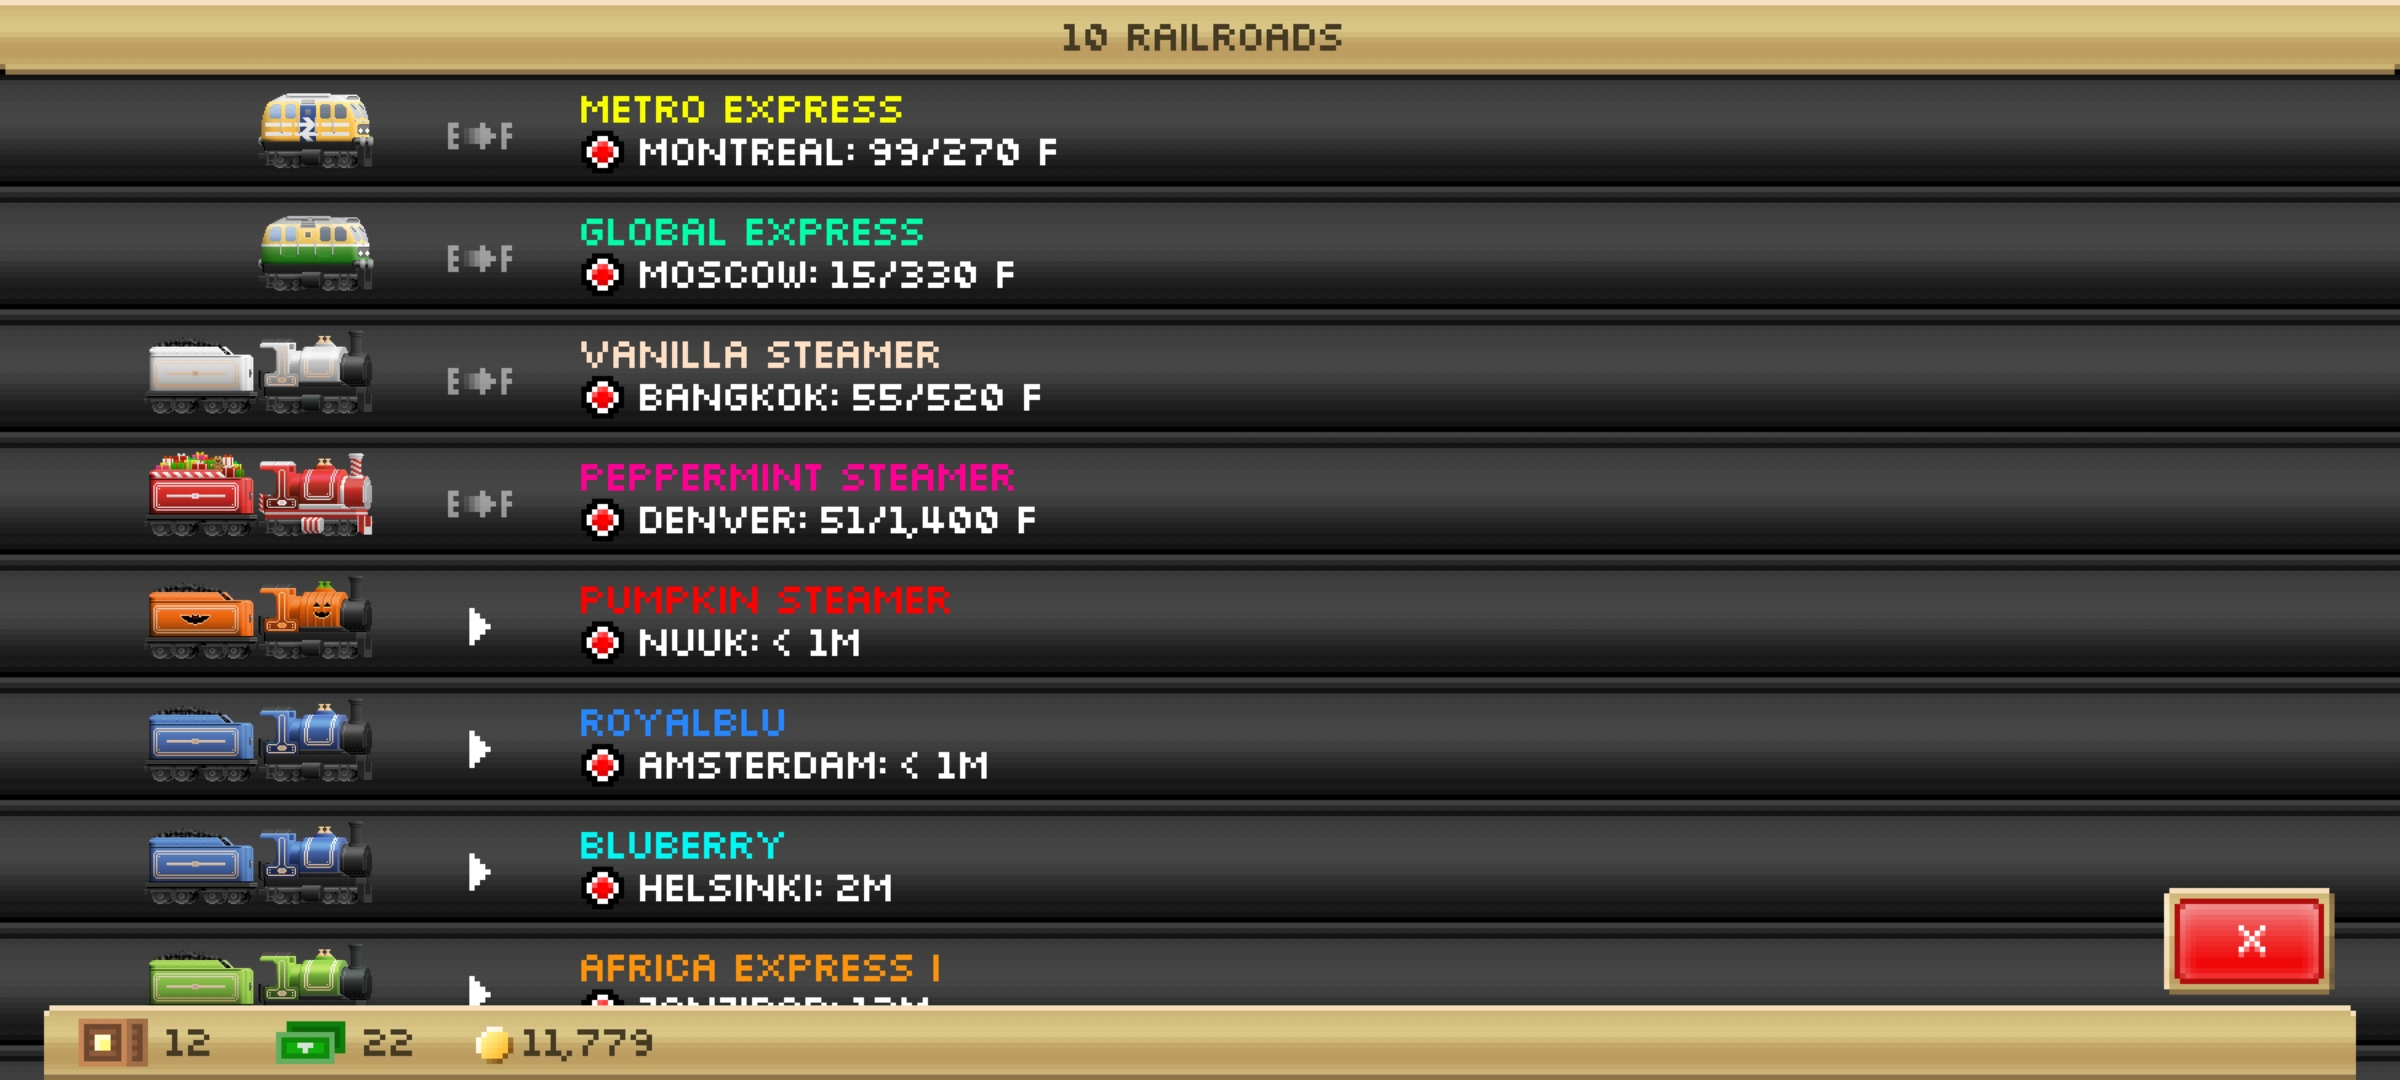 10 RAILROADS
METRO EXPRESS
E F MONTREAL: 99/270 F
GLOBAL EXPRESS
E F MOSCOW: 15/330 F
VANILLA STEAMER
E F BANGKOK: 55/520 F
PEPPERMINT STEAMER
E F DENVER: 51/1,400 F
PUMPKIN STEAMER
NUUK: < 1M
ROYALBLU
AMSTERDAM: < 1M
BLUBERRY
HELSINKI: 2M
X
AFRICA EXPRESS I
12 22 11,779